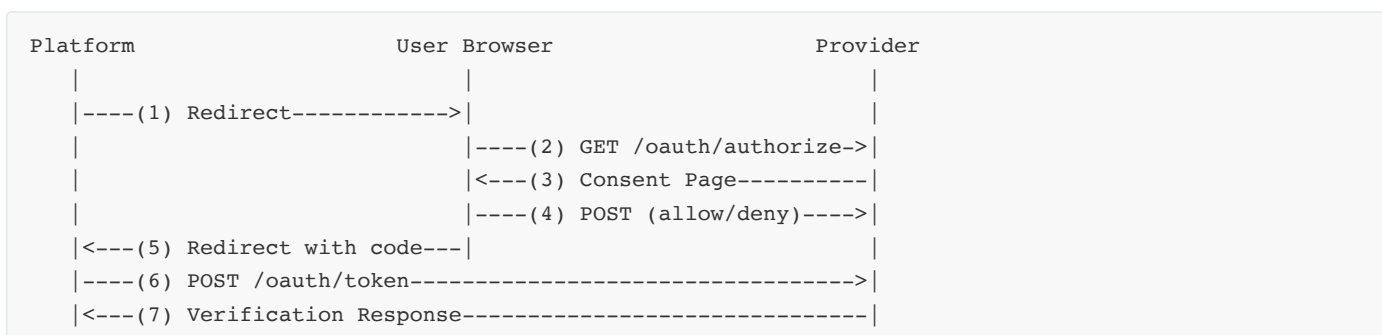 Platform                    User Browser                    Provider
   |                             |                              |
   |----(1) Redirect------------>|                              |
   |                             |----(2) GET /oauth/authorize->|
   |                             |<---(3) Consent Page----------|
   |                             |----(4) POST (allow/deny)---->|
   |<---(5) Redirect with code---|                              |
   |----(6) POST /oauth/token---------------------------------->|
   |<---(7) Verification Response-------------------------------|